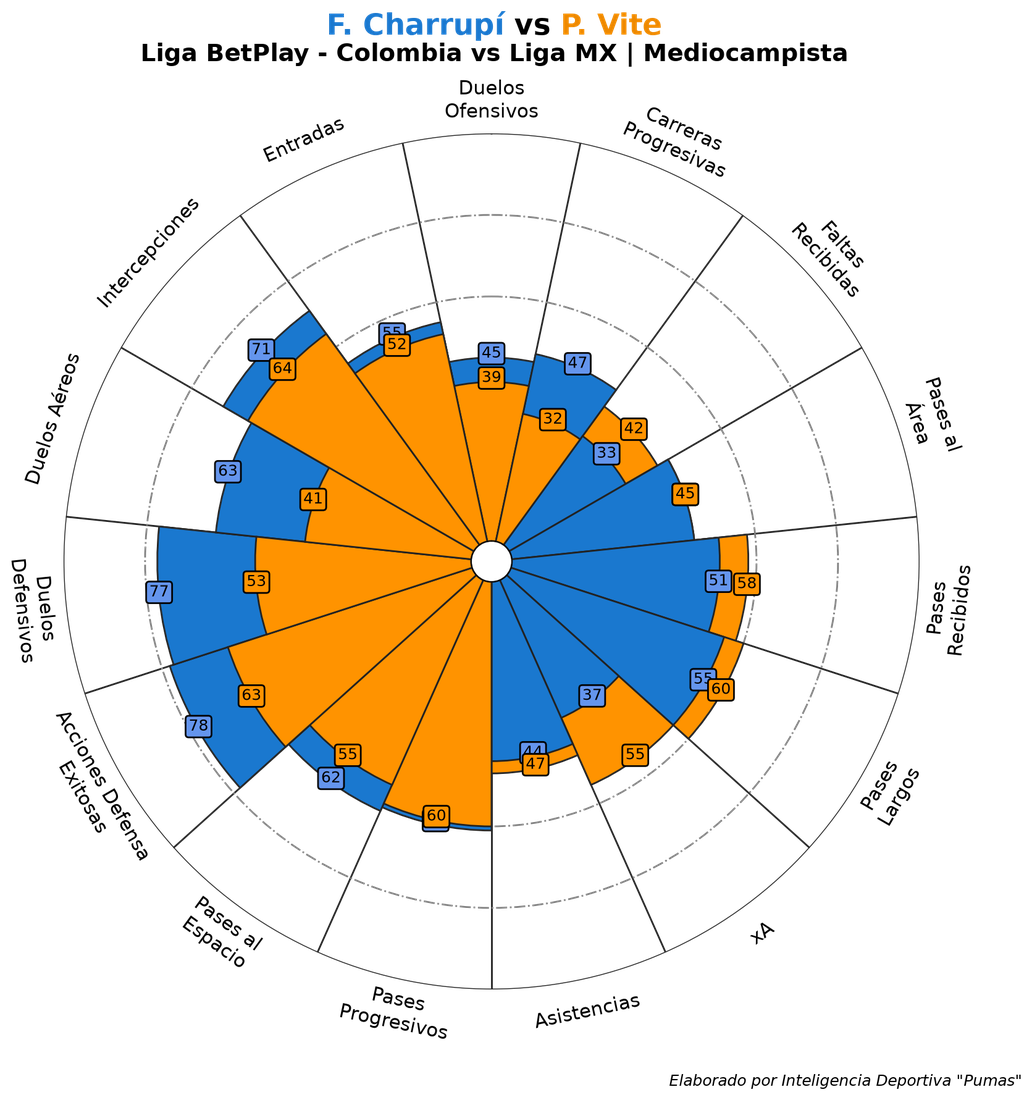 F. Charrupí vs P. Vite
Liga BetPlay - Colombia vs Liga MX | Mediocampista
Duelos
Ofensivos
Carreras
Progresivas
Faltas
Recibidas
Pases al
Área
Pases
Recibidos
Pases
Largos
xA
Asistencias
Pases
Progresivos
Pases al
Espacio
Acciones Defensa
Exitosas
Duelos
Defensivos
Duelos Aéreos
Intercepciones
Entradas
45
39
47
32
42
33
45
51
58
55
60
37
55
44
47
60
55
62
63
78
77
53
63
41
71
64
55
52
Elaborado por Inteligencia Deportiva "Pumas"